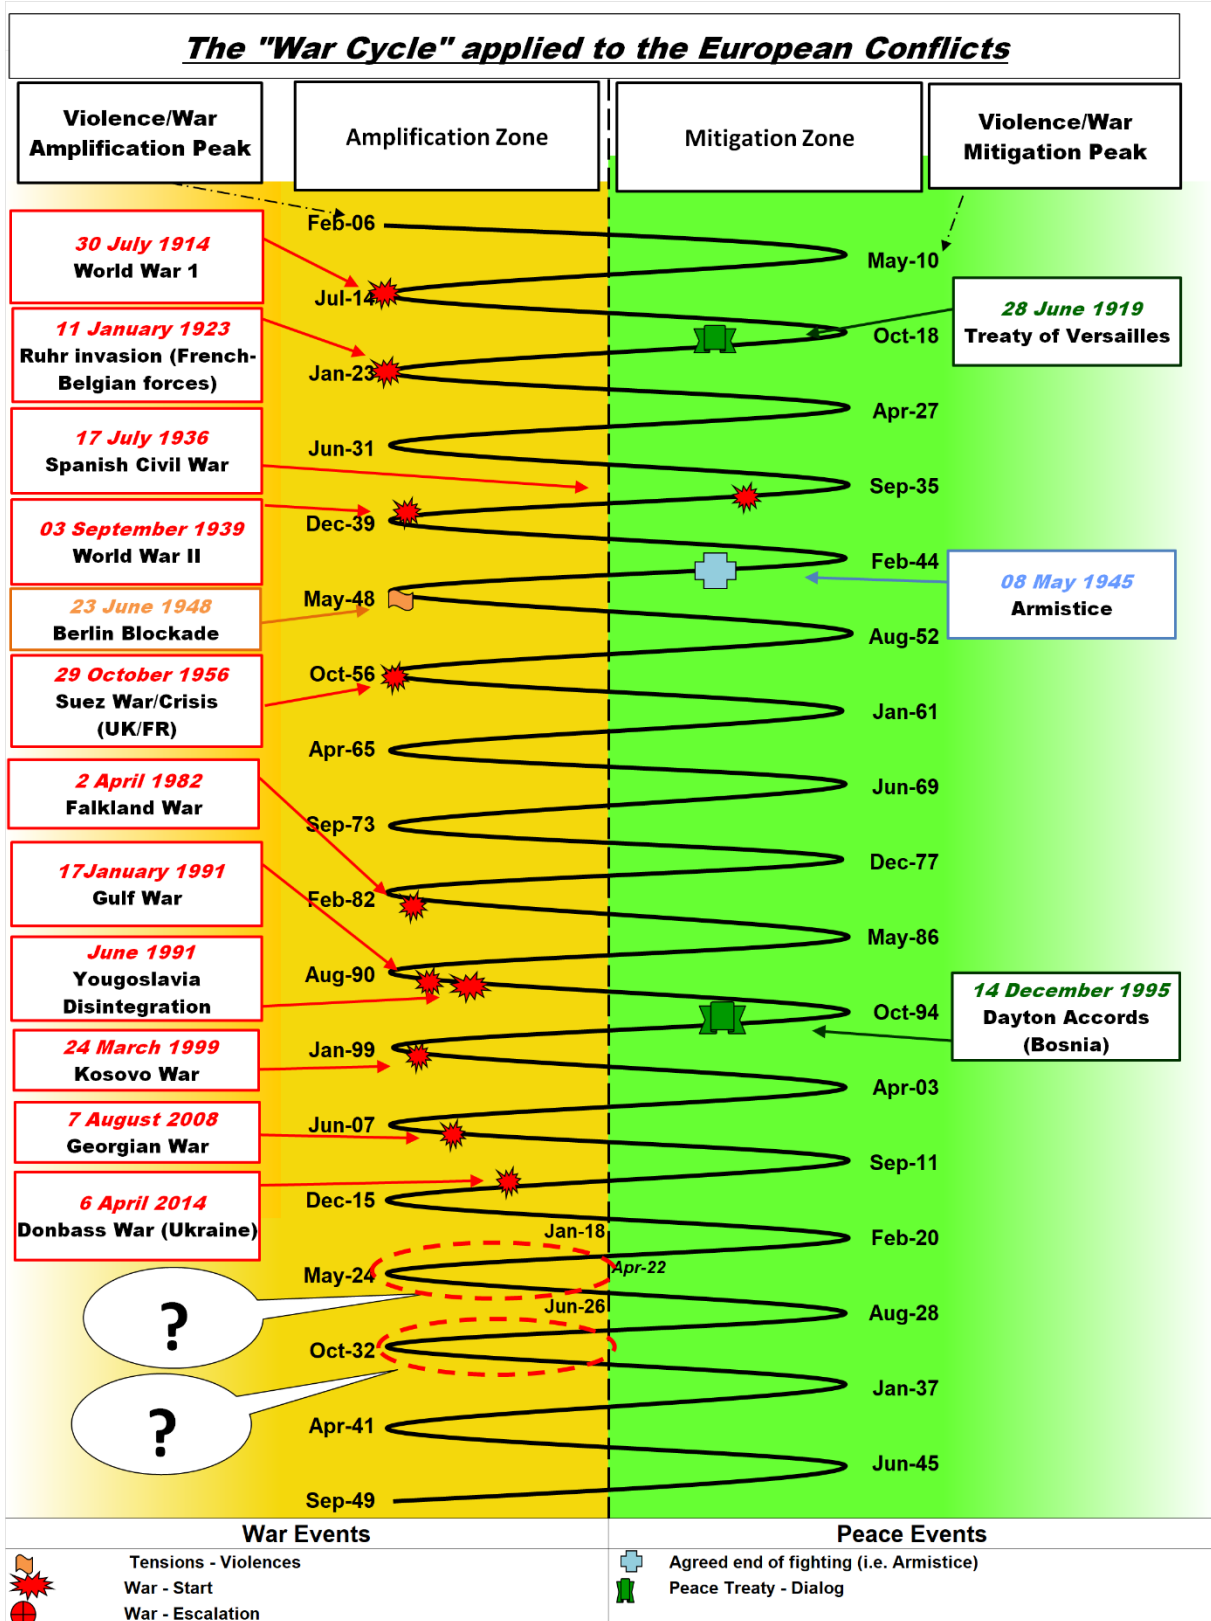 The "War Cycle" applied to the European Conflicts
Violence/War
Amplification Peak
Amplification Zone
Mitigation Zone
Violence/War
Mitigation Peak
Feb-06
May-10
30 July 1914
World War 1
Jul-14
28 June 1919
Treaty of Versailles
Oct-18
11 January 1923
Ruhr invasion (French-
Belgian forces)
Jan-23
Apr-27
17 July 1936
Spanish Civil War
Jun-31
Sep-35
03 September 1939
World War II
Dec-39
Feb-44
08 May 1945
Armistice
23 June 1948
Berlin Blockade
May-48
Aug-52
29 October 1956
Suez War/Crisis
(UK/FR)
Oct-56
Jan-61
Apr-65
Jun-69
2 April 1982
Falkland War
Sep-73
Dec-77
17January 1991
Gulf War
Feb-82
May-86
June 1991
Yougoslavia
Disintegration
Aug-90
Oct-94
14 December 1995
Dayton Accords
(Bosnia)
24 March 1999
Kosovo War
Jan-99
Apr-03
7 August 2008
Georgian War
Jun-07
Sep-11
6 April 2014
Donbass War (Ukraine)
Dec-15
Jan-18
Feb-20
Apr-22
May-24
?
Jun-26
Aug-28
Oct-32
Jan-37
?
Apr-41
Jun-45
Sep-49
War Events
Peace Events
Tensions - Violences
Agreed end of fighting (i.e. Armistice)
War - Start
Peace Treaty - Dialog
War - Escalation